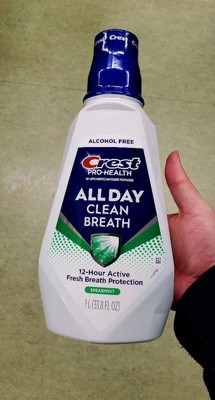 Crest
ALCOHOL FREE
Crest
PRO-HEALTH
ALL DAY
CLEAN
BREATH
12-Hour Active
Fresh Breath Protection
SPEARMINT
1 L (33.8 FL OZ)